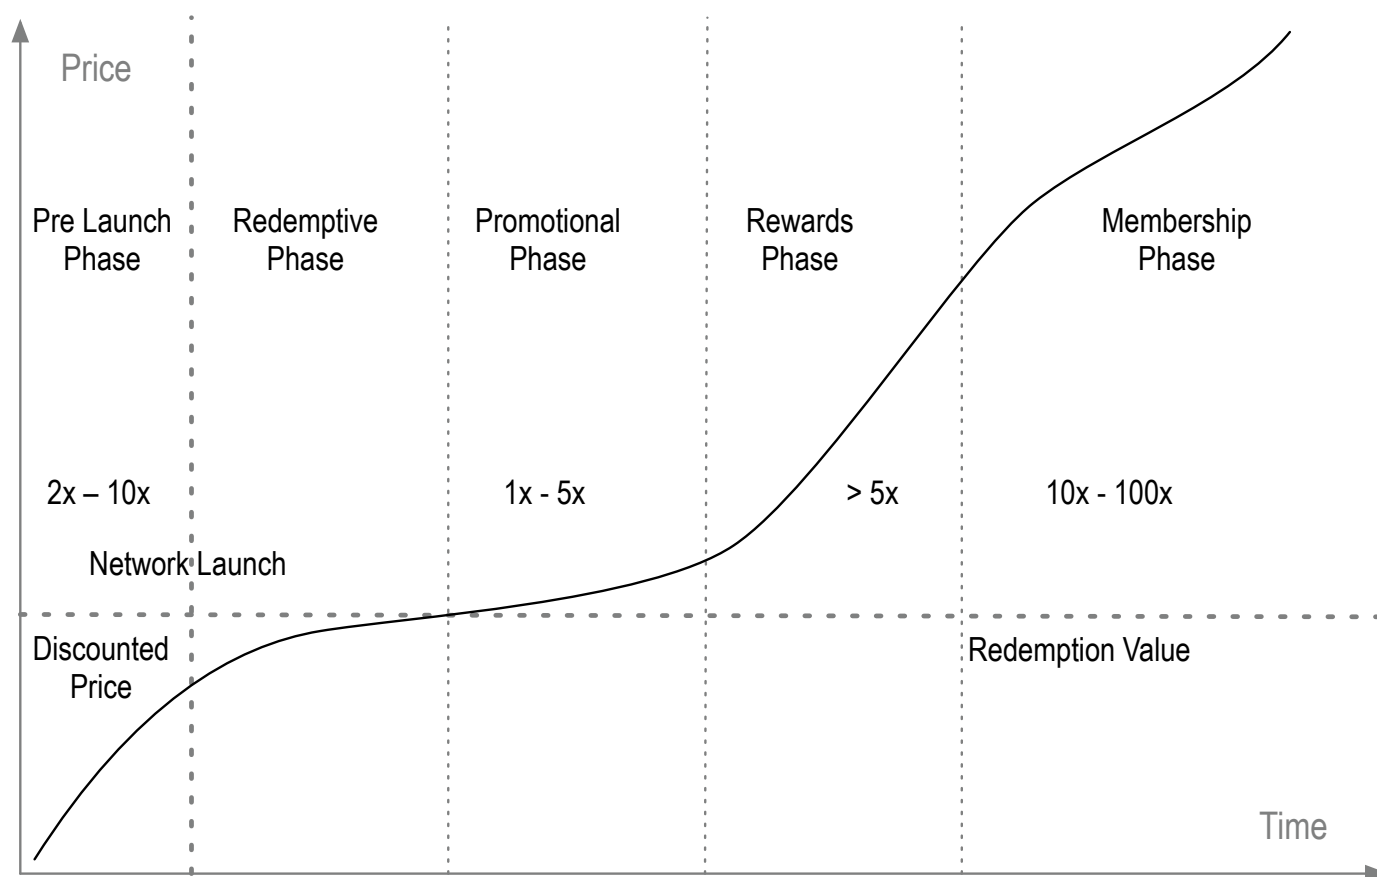 Price
Pre Launch
Phase
Redemptive
Phase
Promotional
Phase
Rewards
Phase
Membership
Phase
2x – 10x
1x - 5x
> 5x
10x - 100x
Network Launch
Discounted
Price
Redemption Value
Time